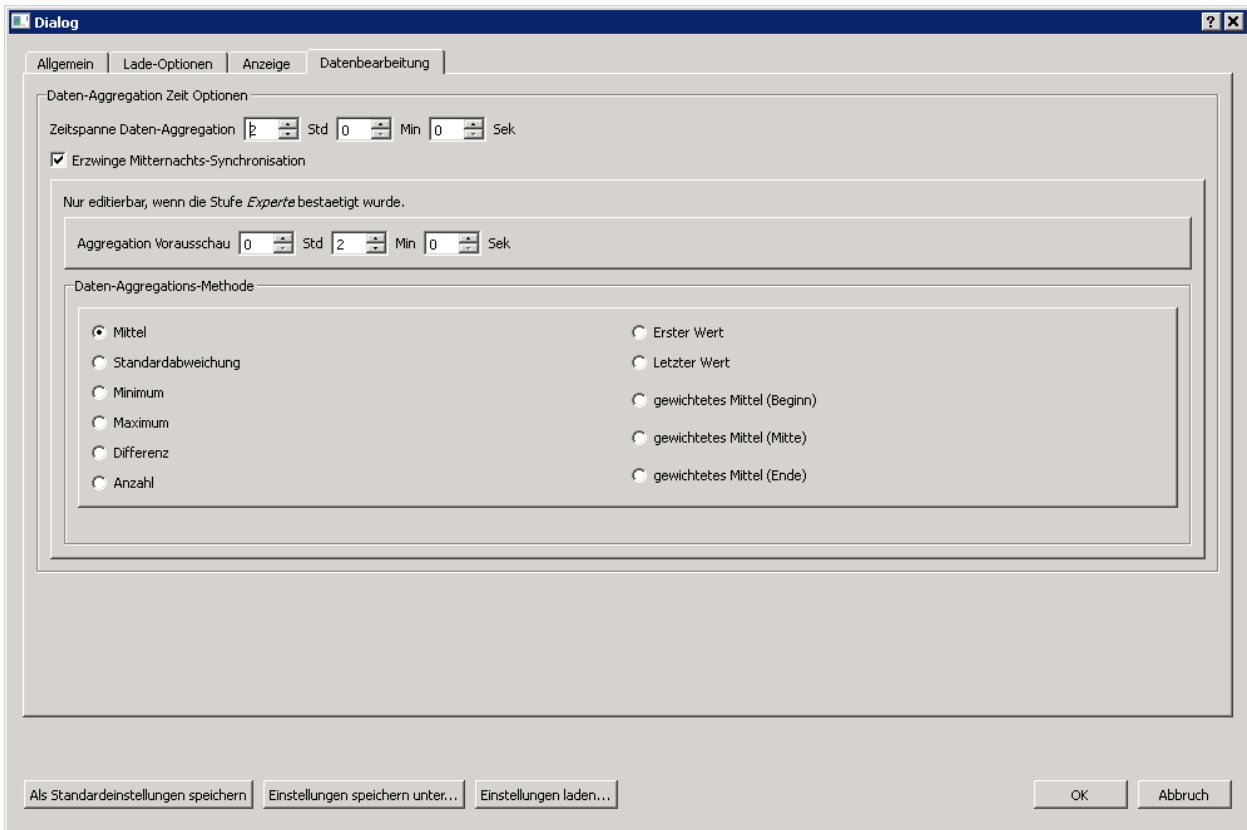 Dialog
Allgemein Lade-Optionen Anzeige Datenbearbeitung
Daten-Aggregation Zeit Optionen
Zeitspanne Daten-Aggregation 2 Std 0 Min 0 Sek
Erzwinge Mitternachts-Synchronisation
Nur editierbar, wenn die Stufe Experte bestaetigt wurde.
Aggregation Vorausschau 0 Std 2 Min 0 Sek
Daten-Aggregations-Methode
Mittel
Standardabweichung
Minimum
Maximum
Differenz
Anzahl
Erster Wert
Letzter Wert
gewichtetes Mittel (Beginn)
gewichtetes Mittel (Mitte)
gewichtetes Mittel (Ende)
Als Standardeinstellungen speichern Einstellungen speichern unter... Einstellungen laden... OK Abbruch